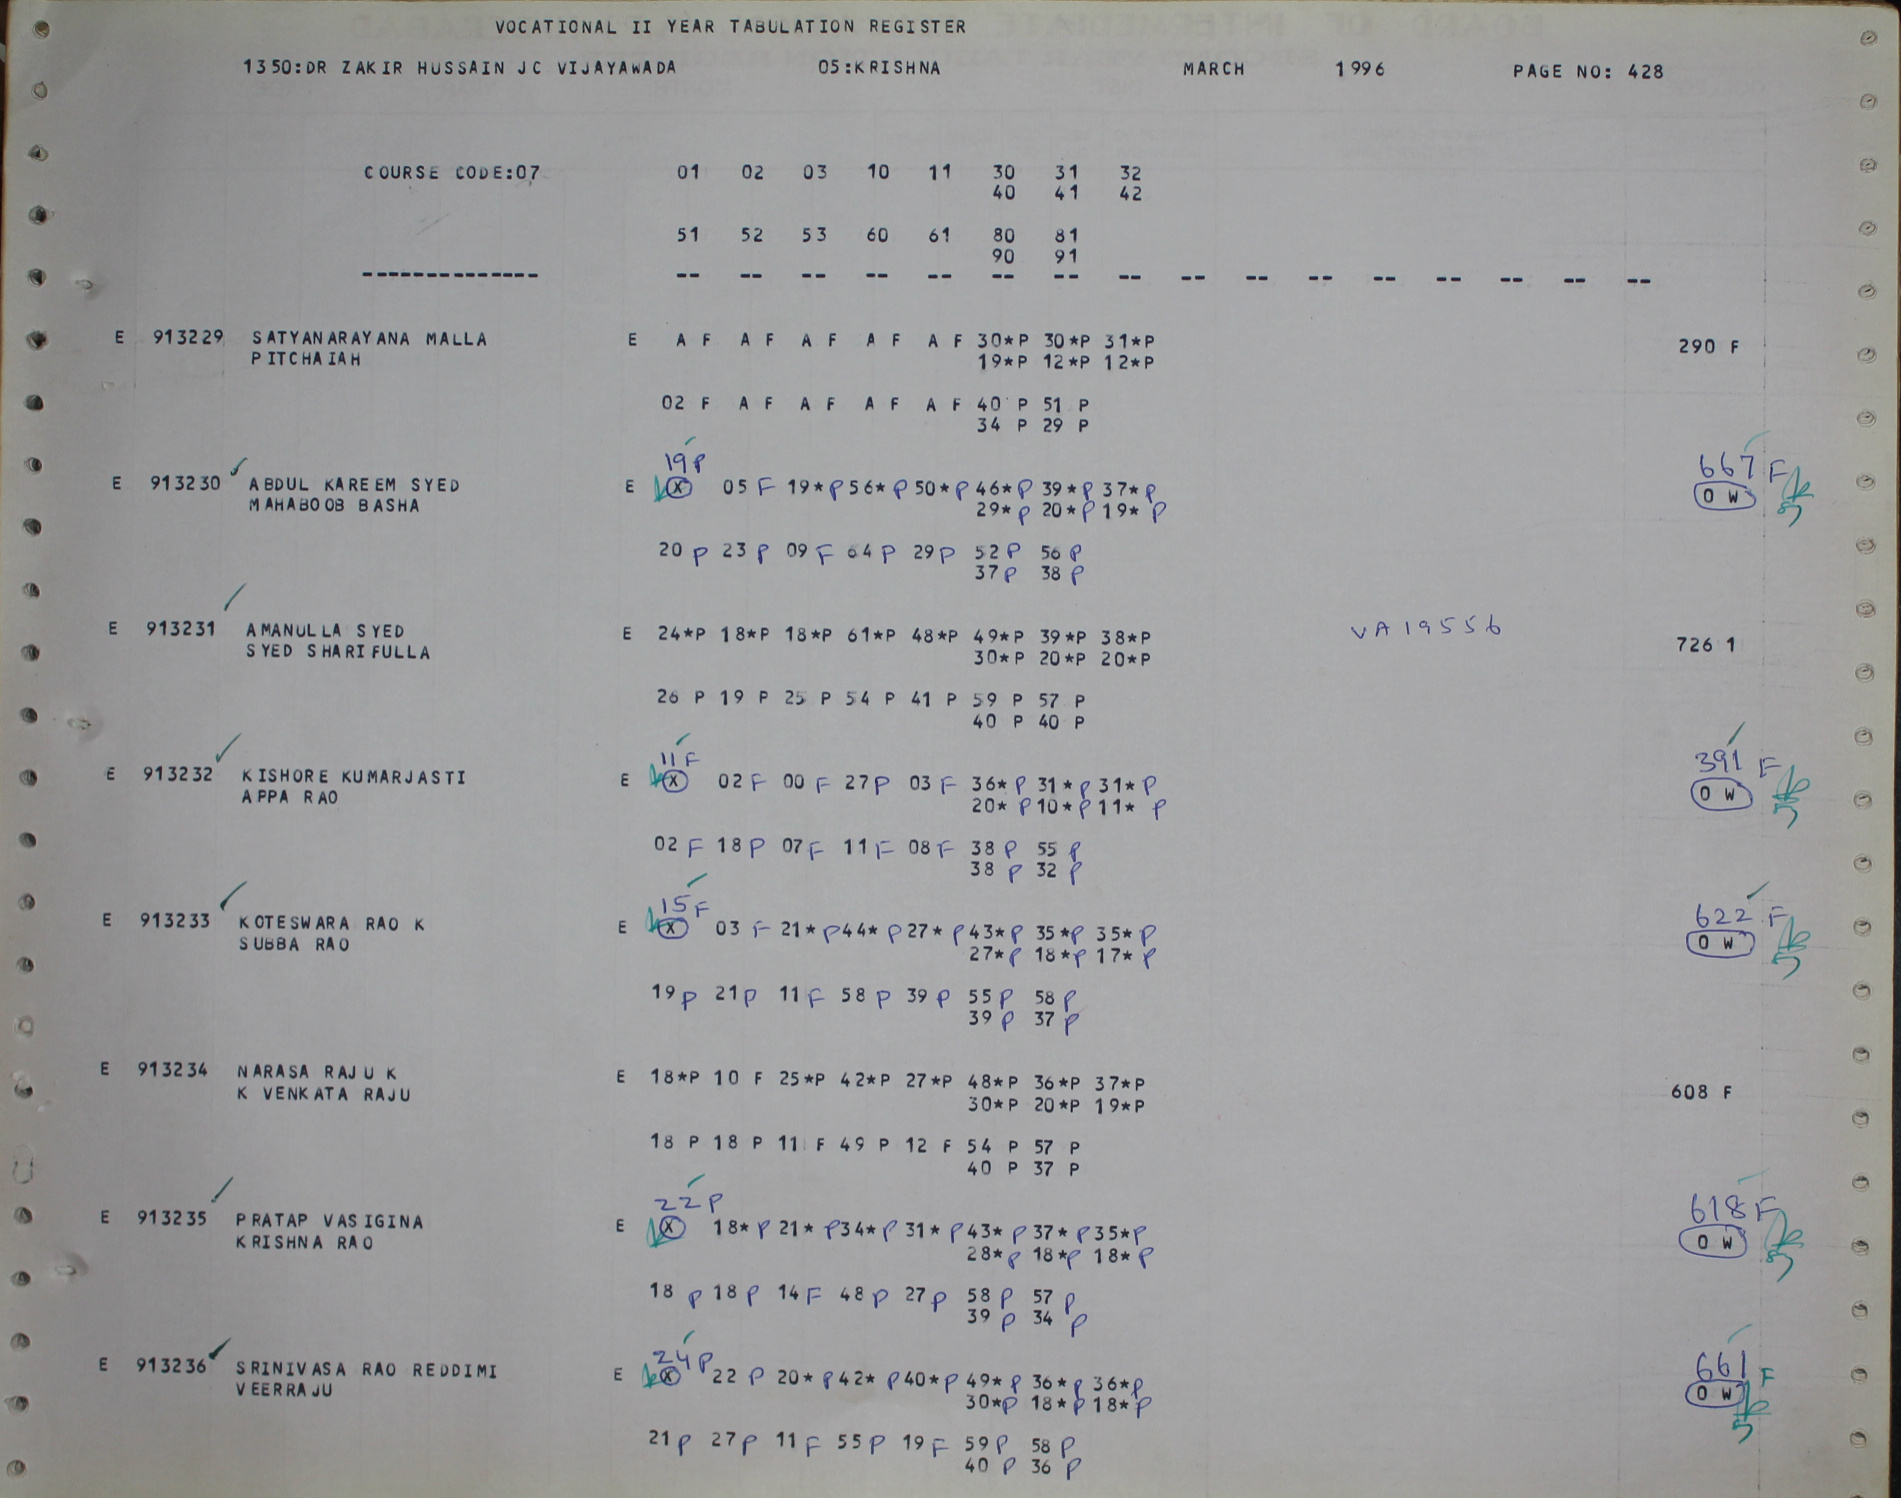 VOCATIONAL II YEAR TABULATION REGISTER
1350:DR ZAKIR HUSSAIN JC VIJAYAWADA 05:KRISHNA MARCH 1996 PAGE NO: 428
COURSE CODE:07 01 02 03 10 11 30 31 32
40 41 42
51 52 53 60 61 80 81
90 91
-------------- -- -- -- -- -- -- -- -- -- -- -- -- -- -- -- --
E 913229 SATYANARAYANA MALLA E A F A F A F A F A F 30*P 30*P 31*P 290 F
PITCHAIAH 19*P 12*P 12*P
02 F A F A F A F A F 40 P 51 P
34 P 29 P
19P 667 F
E 913230 ABDUL KAREEM SYED E X 05 F 19*P 56*P 50*P 46*P 39*P 37*P O W
MAHABOOB BASHA 29*P 20*P 19*P
20 P 23 P 09 F 64 P 29 P 52 P 56 P
37 P 38 P
E 913231 AMANULLA SYED E 24*P 18*P 18*P 61*P 48*P 49*P 39*P 38*P VA19556 726 1
SYED SHARIFULLA 30*P 20*P 20*P
26 P 19 P 25 P 54 P 41 P 59 P 57 P
40 P 40 P
11F 391 F
E 913232 KISHORE KUMARJASTI E X 02 F 00 F 27 P 03 F 36*P 31*P 31*P O W
APPA RAO 20*P 10*P 11*P
02 F 18 P 07 F 11 F 08 F 38 P 55 P
38 P 32 P
15F 622 F
E 913233 KOTESWARA RAO K E X 03 F 21*P 44*P 27*P 43*P 35*P 35*P O W
SUBBA RAO 27*P 18*P 17*P
19 P 21 P 11 F 58 P 39 P 55 P 58 P
39 P 37 P
E 913234 NARASA RAJU K E 18*P 10 F 25*P 42*P 27*P 48*P 36*P 37*P 608 F
K VENKATA RAJU 30*P 20*P 19*P
18 P 18 P 11 F 49 P 12 F 54 P 57 P
40 P 37 P
22P 618 F
E 913235 PRATAP VASIGINA E X 18*P 21*P 34*P 31*P 43*P 37*P 35*P O W
KRISHNA RAO 28*P 18*P 18*P
18 P 18 P 14 F 48 P 27 P 58 P 57 P
39 P 34 P
24P 661 F
E 913236 SRINIVASA RAO REDDIMI E X 22 P 20*P 42*P 40*P 49*P 36*P 36*P O W
VEERRAJU 30*P 18*P 18*P
21 P 27 P 11 F 55 P 19 F 59 P 58 P
40 P 36 P